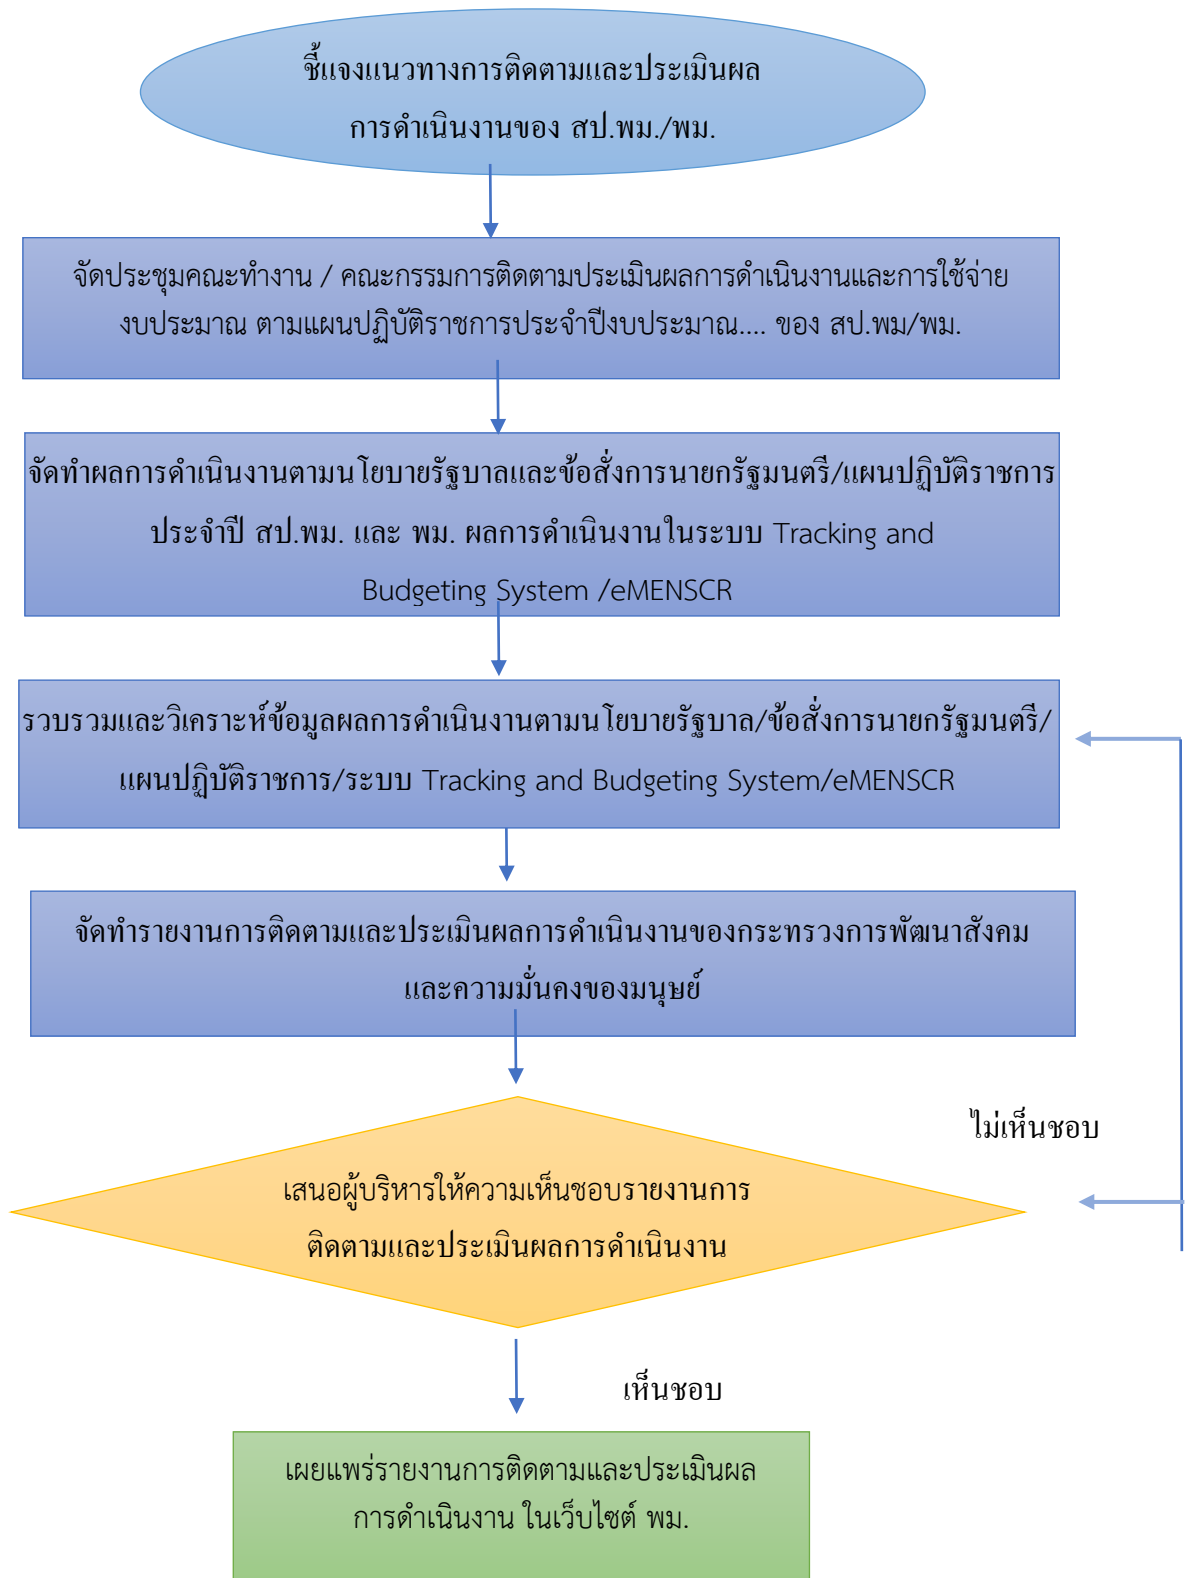 ชี้แจงแนวทางการติดตามและประเมินผล
การดำเนินงานของ สป.พม./พม.
จัดประชุมคณะทำงาน / คณะกรรมการติดตามประเมินผลการดำเนินงานและการใช้จ่าย
งบประมาณ ตามแผนปฏิบัติราชการประจำปีงบประมาณ.... ของ สป.พม/พม.
จัดทำผลการดำเนินงานตามนโยบายรัฐบาลและข้อสั่งการนายกรัฐมนตรี/แผนปฏิบัติราชการ
ประจำปี สป.พม. และ พม. ผลการดำเนินงานในระบบ Tracking and
Budgeting System /eMENSCR
รวบรวมและวิเคราะห์ข้อมูลผลการดำเนินงานตามนโยบายรัฐบาล/ข้อสั่งการนายกรัฐมนตรี/
แผนปฏิบัติราชการ/ระบบ Tracking and Budgeting System/eMENSCR
จัดทำรายงานการติดตามและประเมินผลการดำเนินงานของกระทรวงการพัฒนาสังคม
และความมั่นคงของมนุษย์
ไม่เห็นชอบ
เสนอผู้บริหารให้ความเห็นชอบรายงานการ
ติดตามและประเมินผลการดำเนินงาน
เห็นชอบ
เผยแพร่รายงานการติดตามและประเมินผล
การดำเนินงาน ในเว็บไซต์ พม.